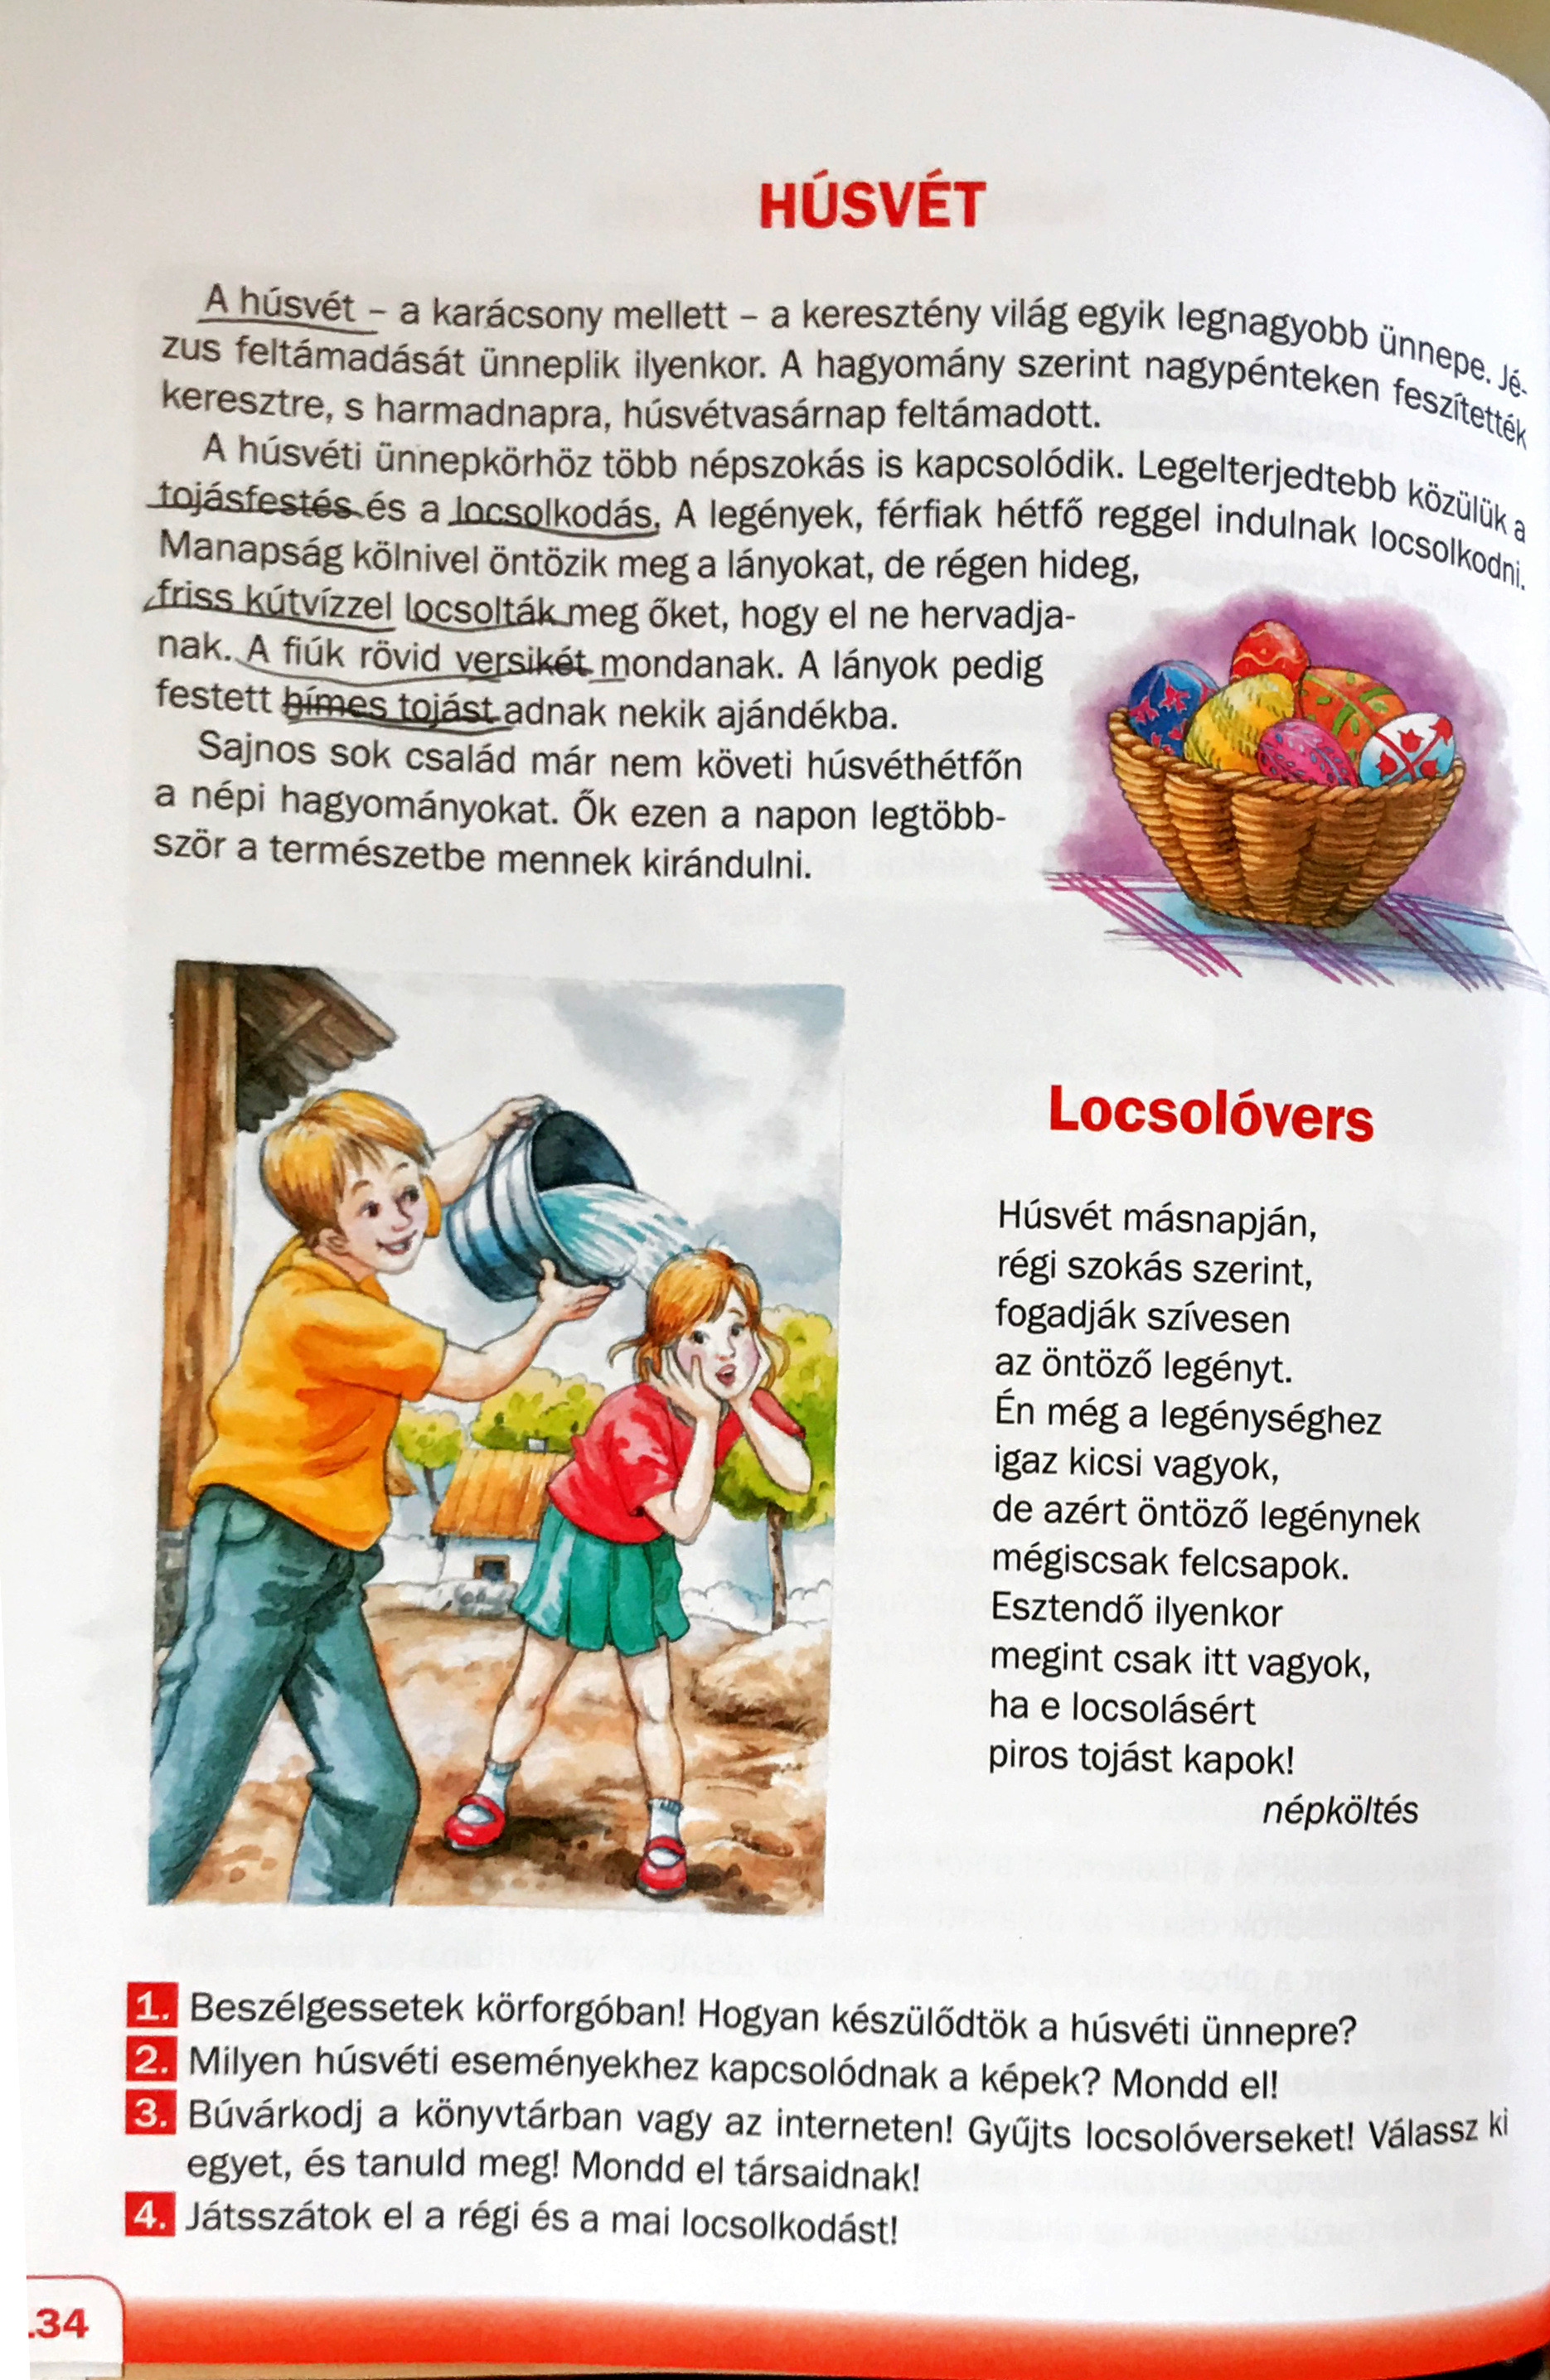 HÚSVÉT
A húsvét – a karácsony mellett – a keresztény világ egyik legnagyobb ünnepe. Jé-
zus feltámadását ünneplik ilyenkor. A hagyomány szerint nagypénteken feszítették
keresztre, s harmadnapra, húsvétvasárnap feltámadott.
A húsvéti ünnepkörhöz több népszokás is kapcsolódik. Legelterjedtebb közülük a
tojásfestés és a locsolkodás. A legények, férfiak hétfő reggel indulnak locsolkodni.
Manapság kölnivel öntözik meg a lányokat, de régen hideg,
friss kútvízzel locsolták meg őket, hogy el ne hervadja-
nak. A fiúk rövid versikét mondanak. A lányok pedig
festett hímes tojást adnak nekik ajándékba.
Sajnos sok család már nem követi húsvéthétfőn
a népi hagyományokat. Ők ezen a napon legtöbb-
ször a természetbe mennek kirándulni.
Locsolóvers
Húsvét másnapján,
régi szokás szerint,
fogadják szívesen
az öntöző legényt.
Én még a legénységhez
igaz kicsi vagyok,
de azért öntöző legénynek
mégiscsak felcsapok.
Esztendő ilyenkor
megint csak itt vagyok,
ha e locsolásért
piros tojást kapok!
népköltés
1. Beszélgessetek körforgóban! Hogyan készülődtök a húsvéti ünnepre?
2. Milyen húsvéti eseményekhez kapcsolódnak a képek? Mondd el!
3. Búvárkodj a könyvtárban vagy az interneten! Gyűjts locsolóverseket! Válassz ki
egyet, és tanuld meg! Mondd el társaidnak!
4. Játsszátok el a régi és a mai locsolkodást!
34